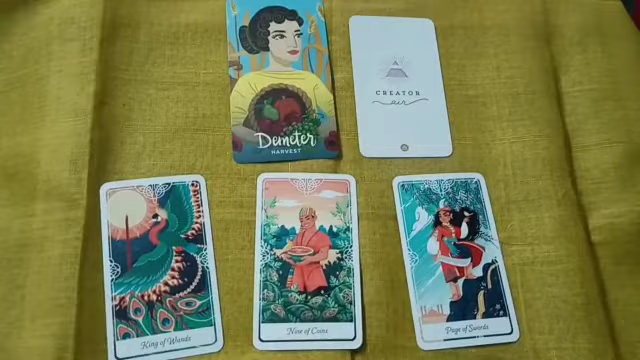 Demeter
HARVEST
CREATOR
air
King of Wands
Nine of Coins
Page of Swords